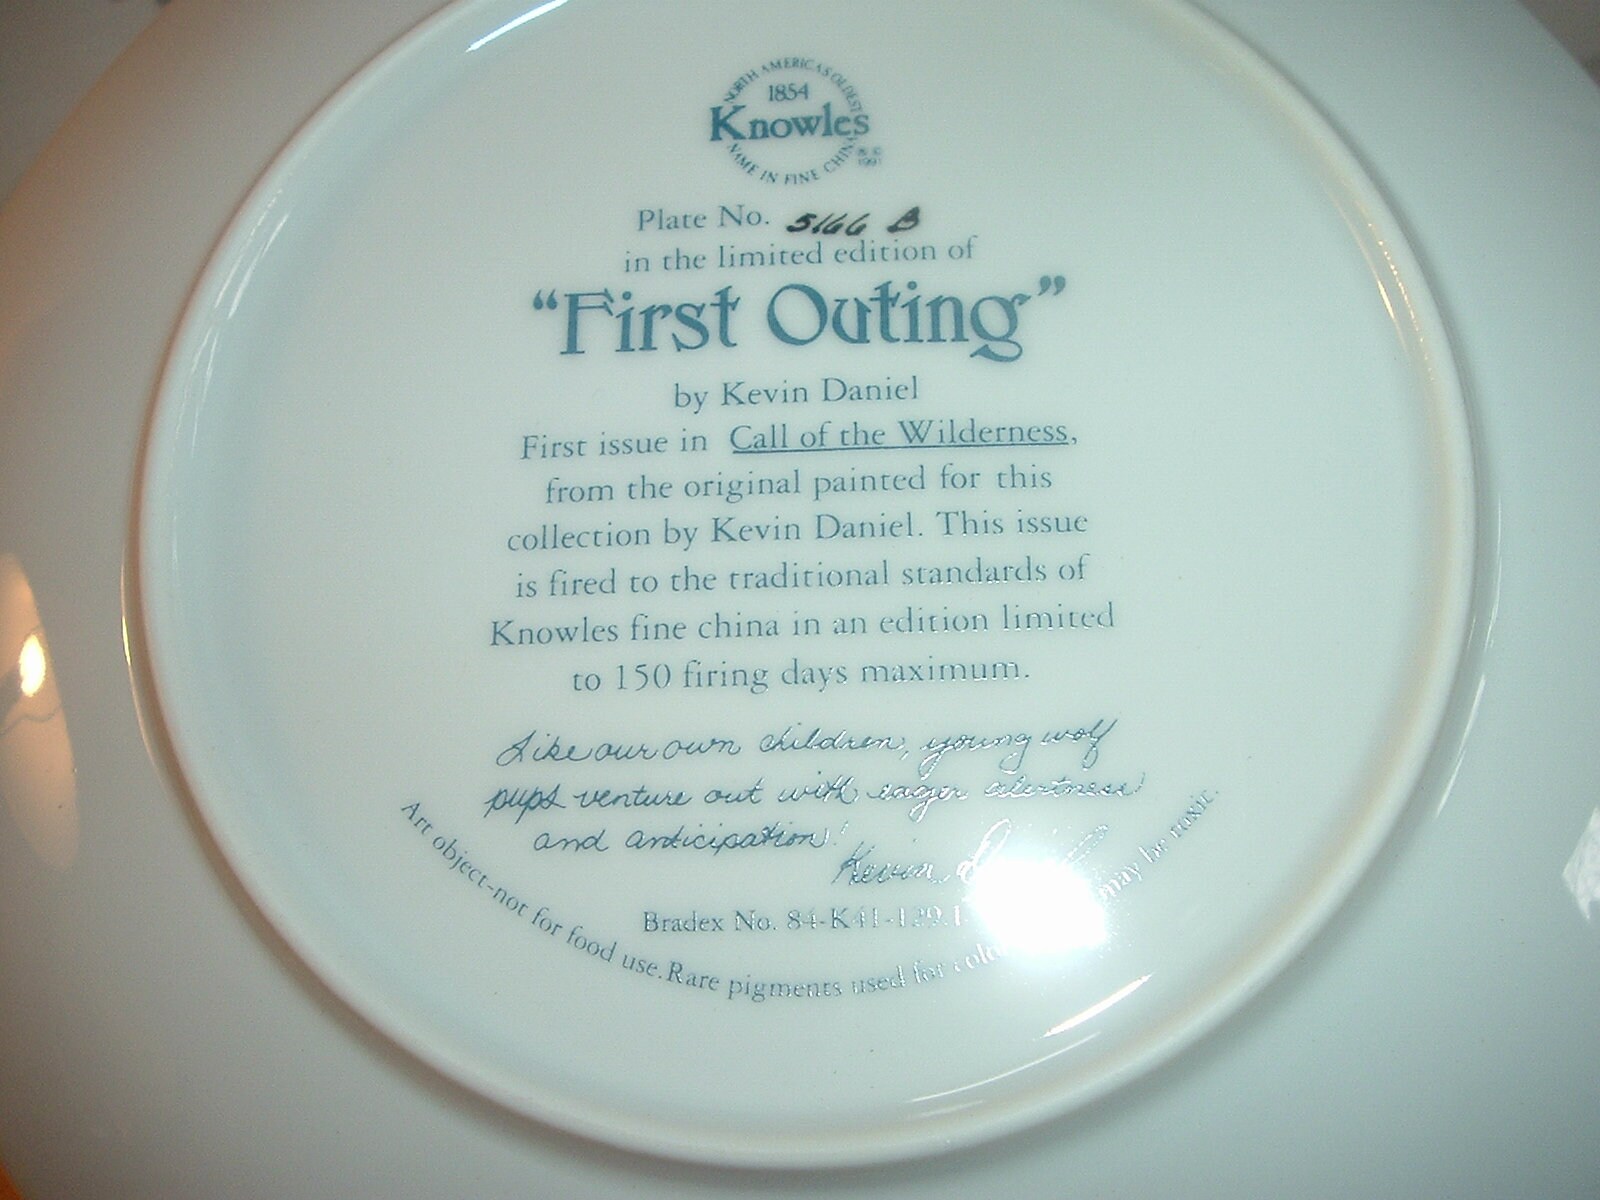 NORTH AMERICA'S OLDEST
1854
Knowles
NAME IN FINE CHINA
® © 1991
Plate No. 5166 B
in the limited edition of
“First Outing”
by Kevin Daniel
First issue in Call of the Wilderness,
from the original painted for this
collection by Kevin Daniel. This issue
is fired to the traditional standards of
Knowles fine china in an edition limited
to 150 firing days maximum.
Like our own children, young wolf
pups venture out with eager alertness
and anticipation!
Kevin
Bradex No. 84-K41-129.1
Art object-not for food use. Rare pigments used for may be toxic.